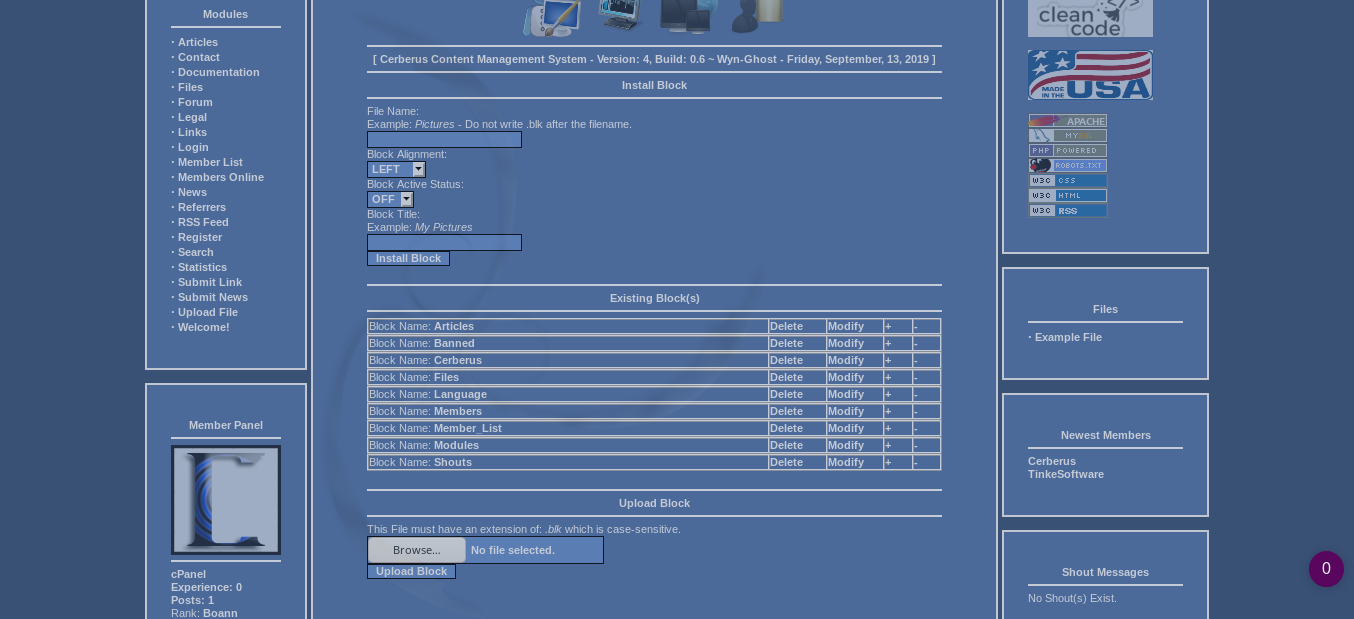 Modules
· Articles
· Contact
· Documentation
· Files
· Forum
· Legal
· Links
· Login
· Member List
· Members Online
· News
· Referrers
· RSS Feed
· Register
· Search
· Statistics
· Submit Link
· Submit News
· Upload File
· Welcome!
Member Panel
cPanel
Experience: 0
Posts: 1
Rank: Boann
[ Cerberus Content Management System - Version: 4, Build: 0.6 ~ Wyn-Ghost - Friday, September, 13, 2019 ]
Install Block
File Name:
Example: Pictures - Do not write .blk after the filename.
Block Alignment:
LEFT
Block Active Status:
OFF
Block Title:
Example: My Pictures
Install Block
Existing Block(s)
Block Name: Articles Delete Modify + -
Block Name: Banned Delete Modify + -
Block Name: Cerberus Delete Modify + -
Block Name: Files Delete Modify + -
Block Name: Language Delete Modify + -
Block Name: Members Delete Modify + -
Block Name: Member_List Delete Modify + -
Block Name: Modules Delete Modify + -
Block Name: Shouts Delete Modify + -
Upload Block
This File must have an extension of: .blk which is case-sensitive.
Browse... No file selected.
Upload Block
clean
code
MADE
IN THE USA
APACHE
MYSQL
PHP POWERED
ROBOTS.TXT
W3C CSS
W3C HTML
W3C RSS
Files
· Example File
Newest Members
Cerberus
TinkeSoftware
Shout Messages
No Shout(s) Exist.
0